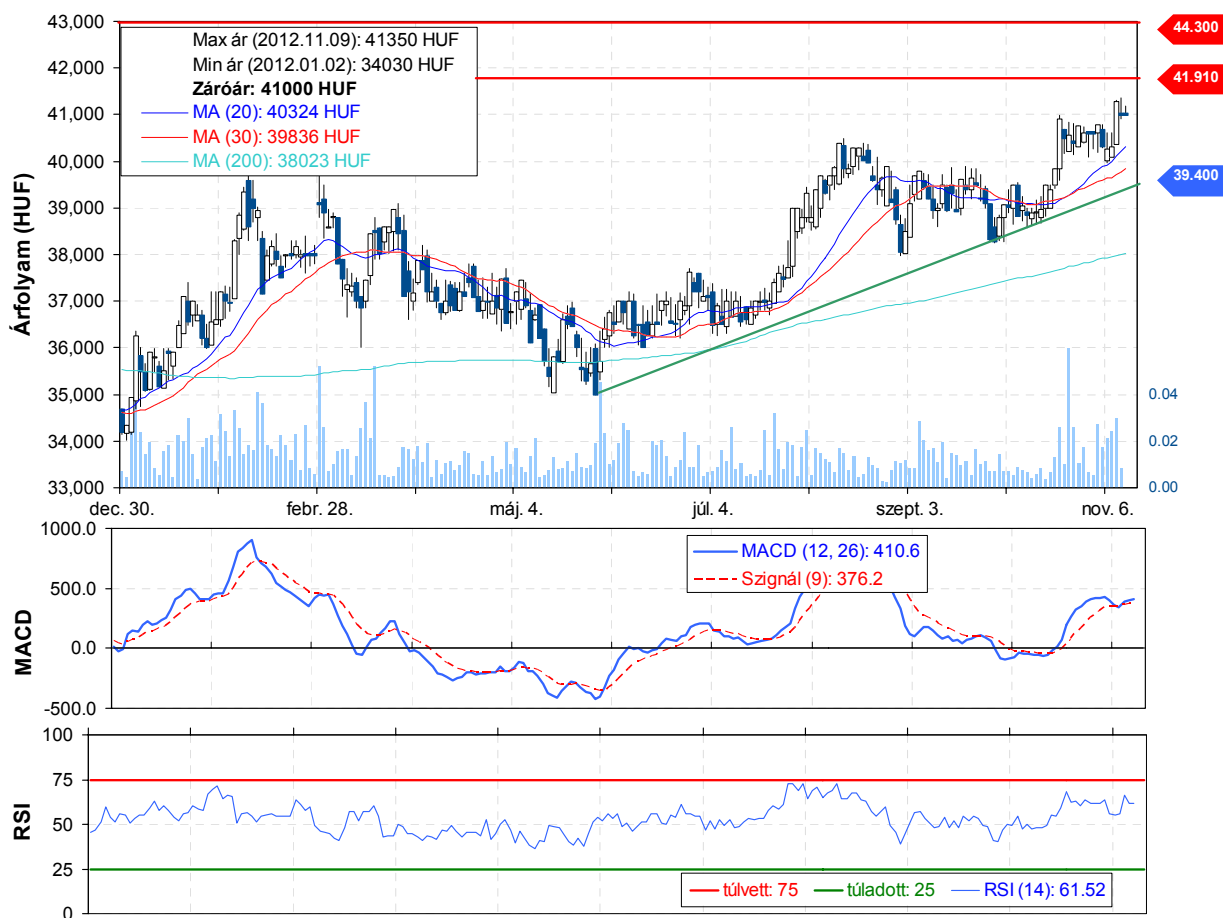 43,000
42,000
41,000
40,000
39,000
38,000
37,000
36,000
35,000
34,000
33,000
Árfolyam (HUF)
Max ár (2012.11.09): 41350 HUF
Min ár (2012.01.02): 34030 HUF
Záróár: 41000 HUF
MA (20): 40324 HUF
MA (30): 39836 HUF
MA (200): 38023 HUF
44.300
41.910
39.400
0.04
0.02
0.00
dec. 30.
febr. 28.
máj. 4.
júl. 4.
szept. 3.
nov. 6.
1000.0
500.0
0.0
-500.0
MACD
MACD (12, 26): 410.6
Szignál (9): 376.2
100
75
50
25
0
RSI
túlvett: 75
túladott: 25
RSI (14): 61.52